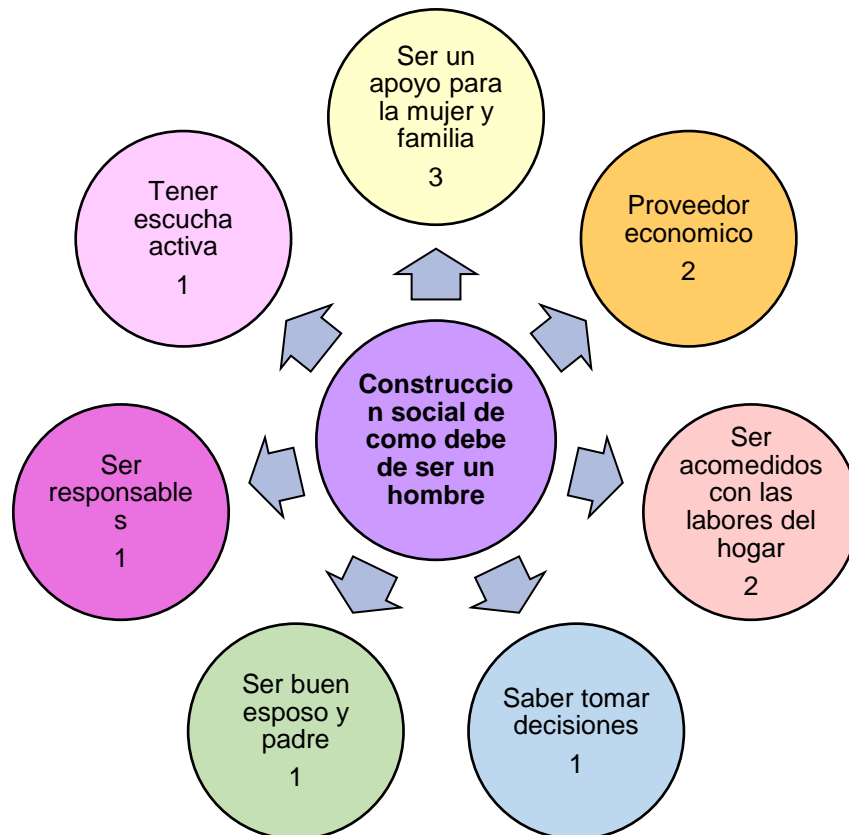 Ser un
apoyo para
la mujer y
familia
3
Proveedor
economico
2
Ser
acomedidos
con las
labores del
hogar
2
Saber tomar
decisiones
1
Ser buen
esposo y
padre
1
Ser
responsable
s
1
Tener
escucha
activa
1
Construccio
n social de
como debe
de ser un
hombre